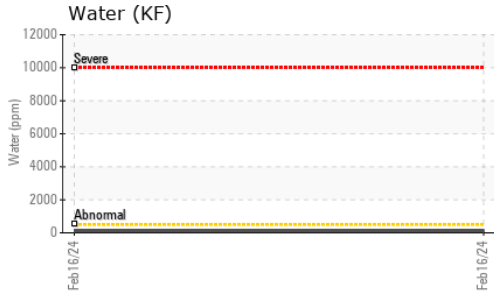 Water (KF)
12000
Severe
10000
8000
Water (ppm)
6000
4000
2000
Abnormal
0
Feb16/24
Feb16/24